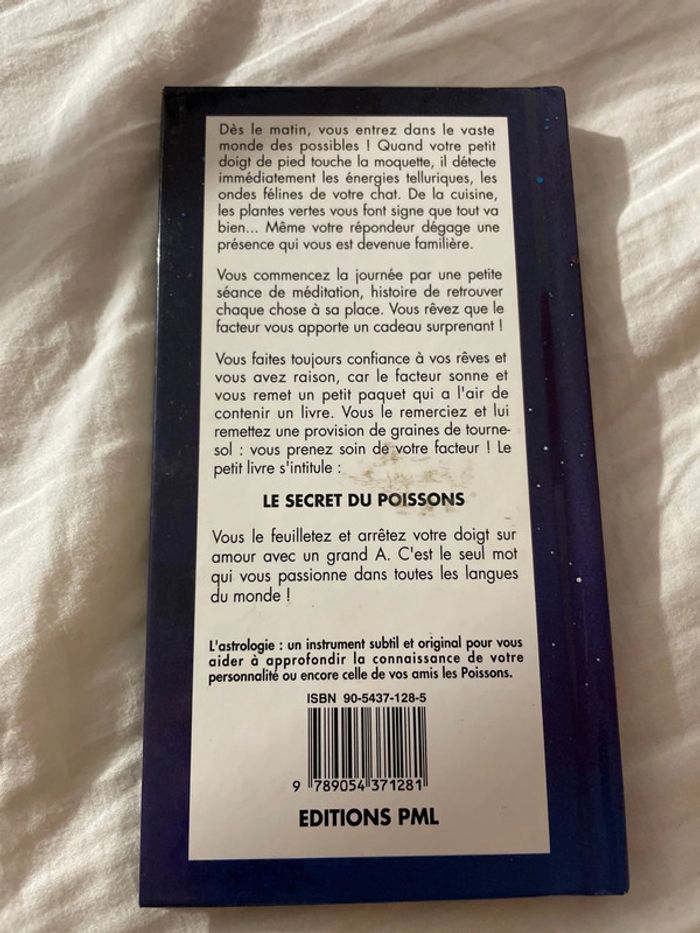 Dès le matin, vous entrez dans le vaste
monde des possibles ! Quand votre petit
doigt de pied touche la moquette, il détecte
immédiatement les énergies telluriques, les
ondes félines de votre chat. De la cuisine,
les plantes vertes vous font signe que tout va
bien... Même votre répondeur dégage une
présence qui vous est devenue familière.
Vous commencez la journée par une petite
séance de méditation, histoire de retrouver
chaque chose à sa place. Vous rêvez que le
facteur vous apporte un cadeau surprenant !
Vous faites toujours confiance à vos rêves et
vous avez raison, car le facteur sonne et
vous remet un petit paquet qui a l'air de
contenir un livre. Vous le remerciez et lui
remettez une provision de graines de tourne-
sol : vous prenez soin de votre facteur ! Le
petit livre s'intitule :
LE SECRET DU POISSONS
Vous le feuilletez et arrêtez votre doigt sur
amour avec un grand A. C'est le seul mot
qui vous passionne dans toutes les langues
du monde !
L'astrologie : un instrument subtil et original pour vous
aider à approfondir la connaissance de votre
personnalité ou encore celle de vos amis les Poissons.
ISBN 90-5437-128-5
9 789054 371281
EDITIONS PML